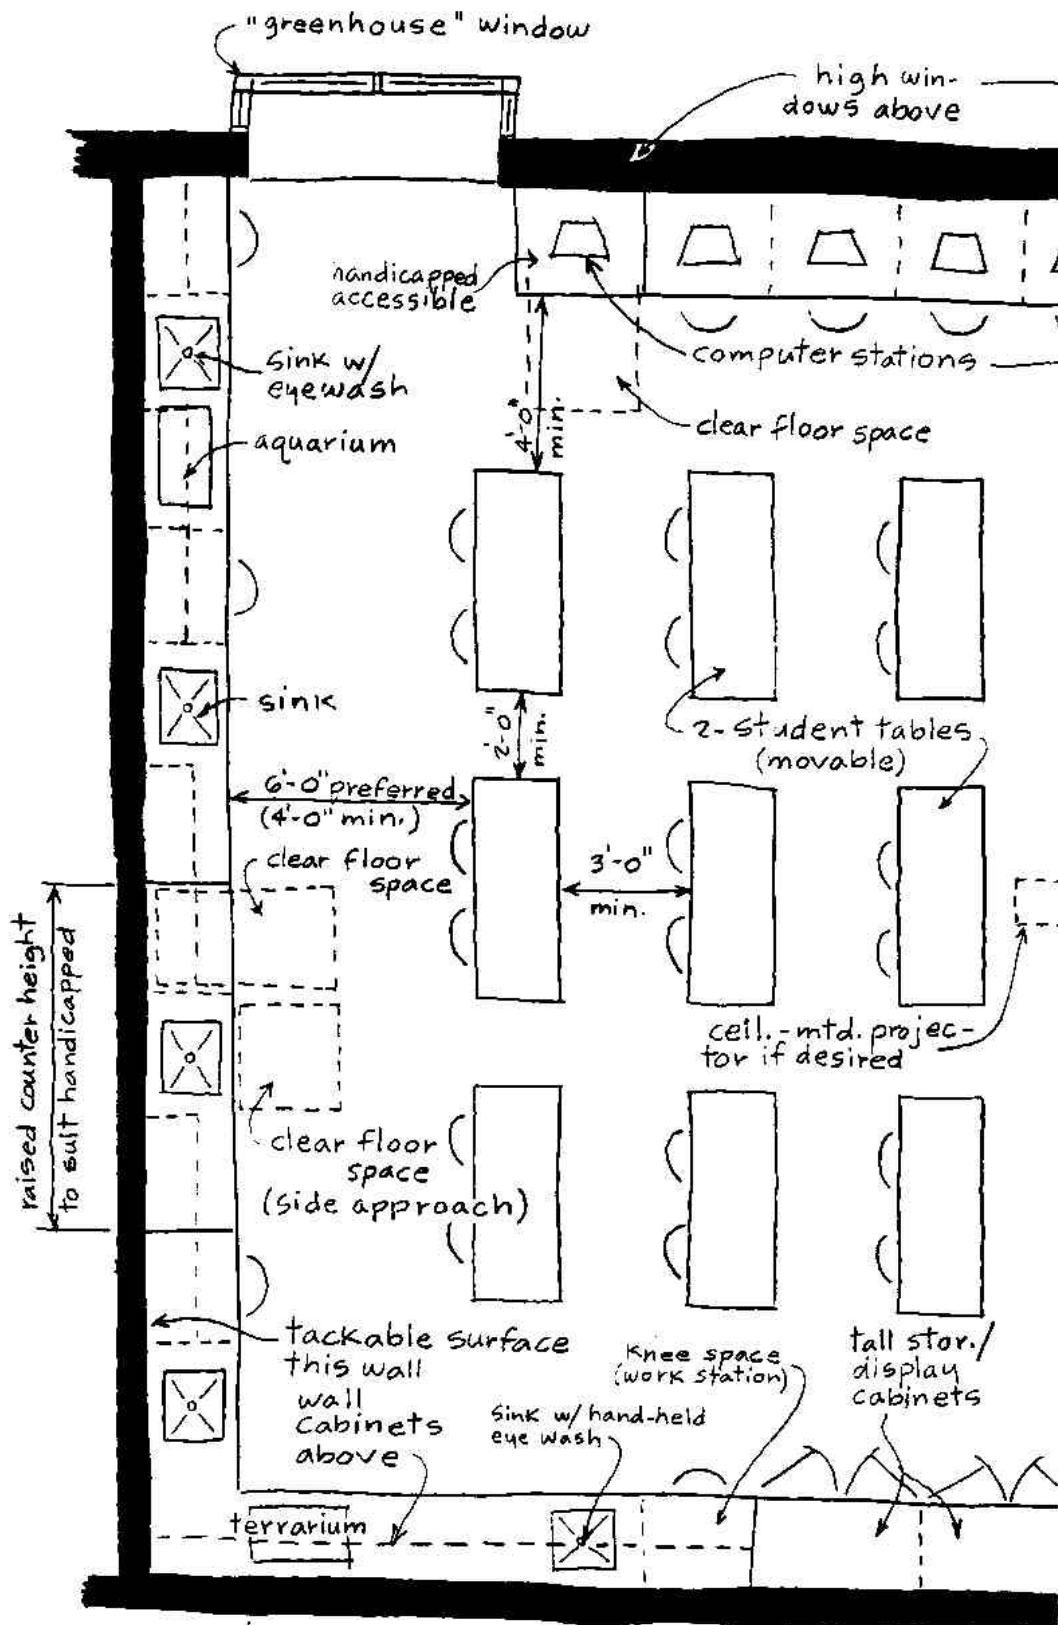 "greenhouse" window
high win-
dows above
handicapped
accessible
sink w/
eyewash
computer stations
clear floor space
4'-0"
min.
aquarium
sink
2'-0"
min.
2-student tables
(movable)
6'-0" preferred
(4'-0" min.)
clear floor
space
3'-0"
min.
raised counter height
to suit handicapped
ceil.-mtd. projec-
tor if desired
clear floor
space
(side approach)
tackable surface
this wall
wall
cabinets
above
knee space
(work station)
tall stor./
display
cabinets
sink w/ hand-held
eye wash
terrarium